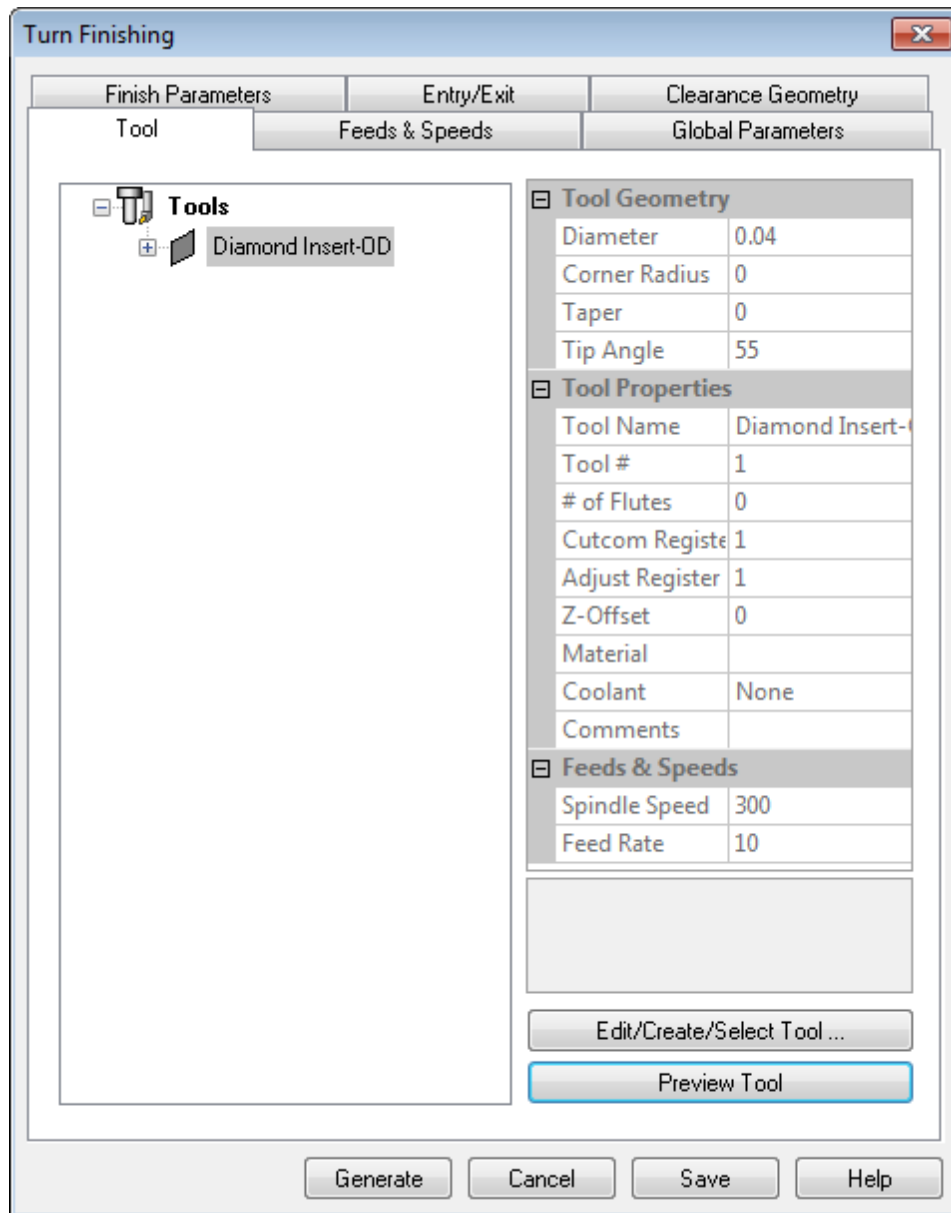 Turn Finishing
Finish Parameters Entry/Exit Clearance Geometry
Tool Feeds & Speeds Global Parameters
Tools
Diamond Insert-OD
Tool Geometry
Diameter 0.04
Corner Radius 0
Taper 0
Tip Angle 55
Tool Properties
Tool Name Diamond Insert-
Tool # 1
# of Flutes 0
Cutcom Registe 1
Adjust Register 1
Z-Offset 0
Material
Coolant None
Comments
Feeds & Speeds
Spindle Speed 300
Feed Rate 10
Edit/Create/Select Tool ...
Preview Tool
Generate Cancel Save Help